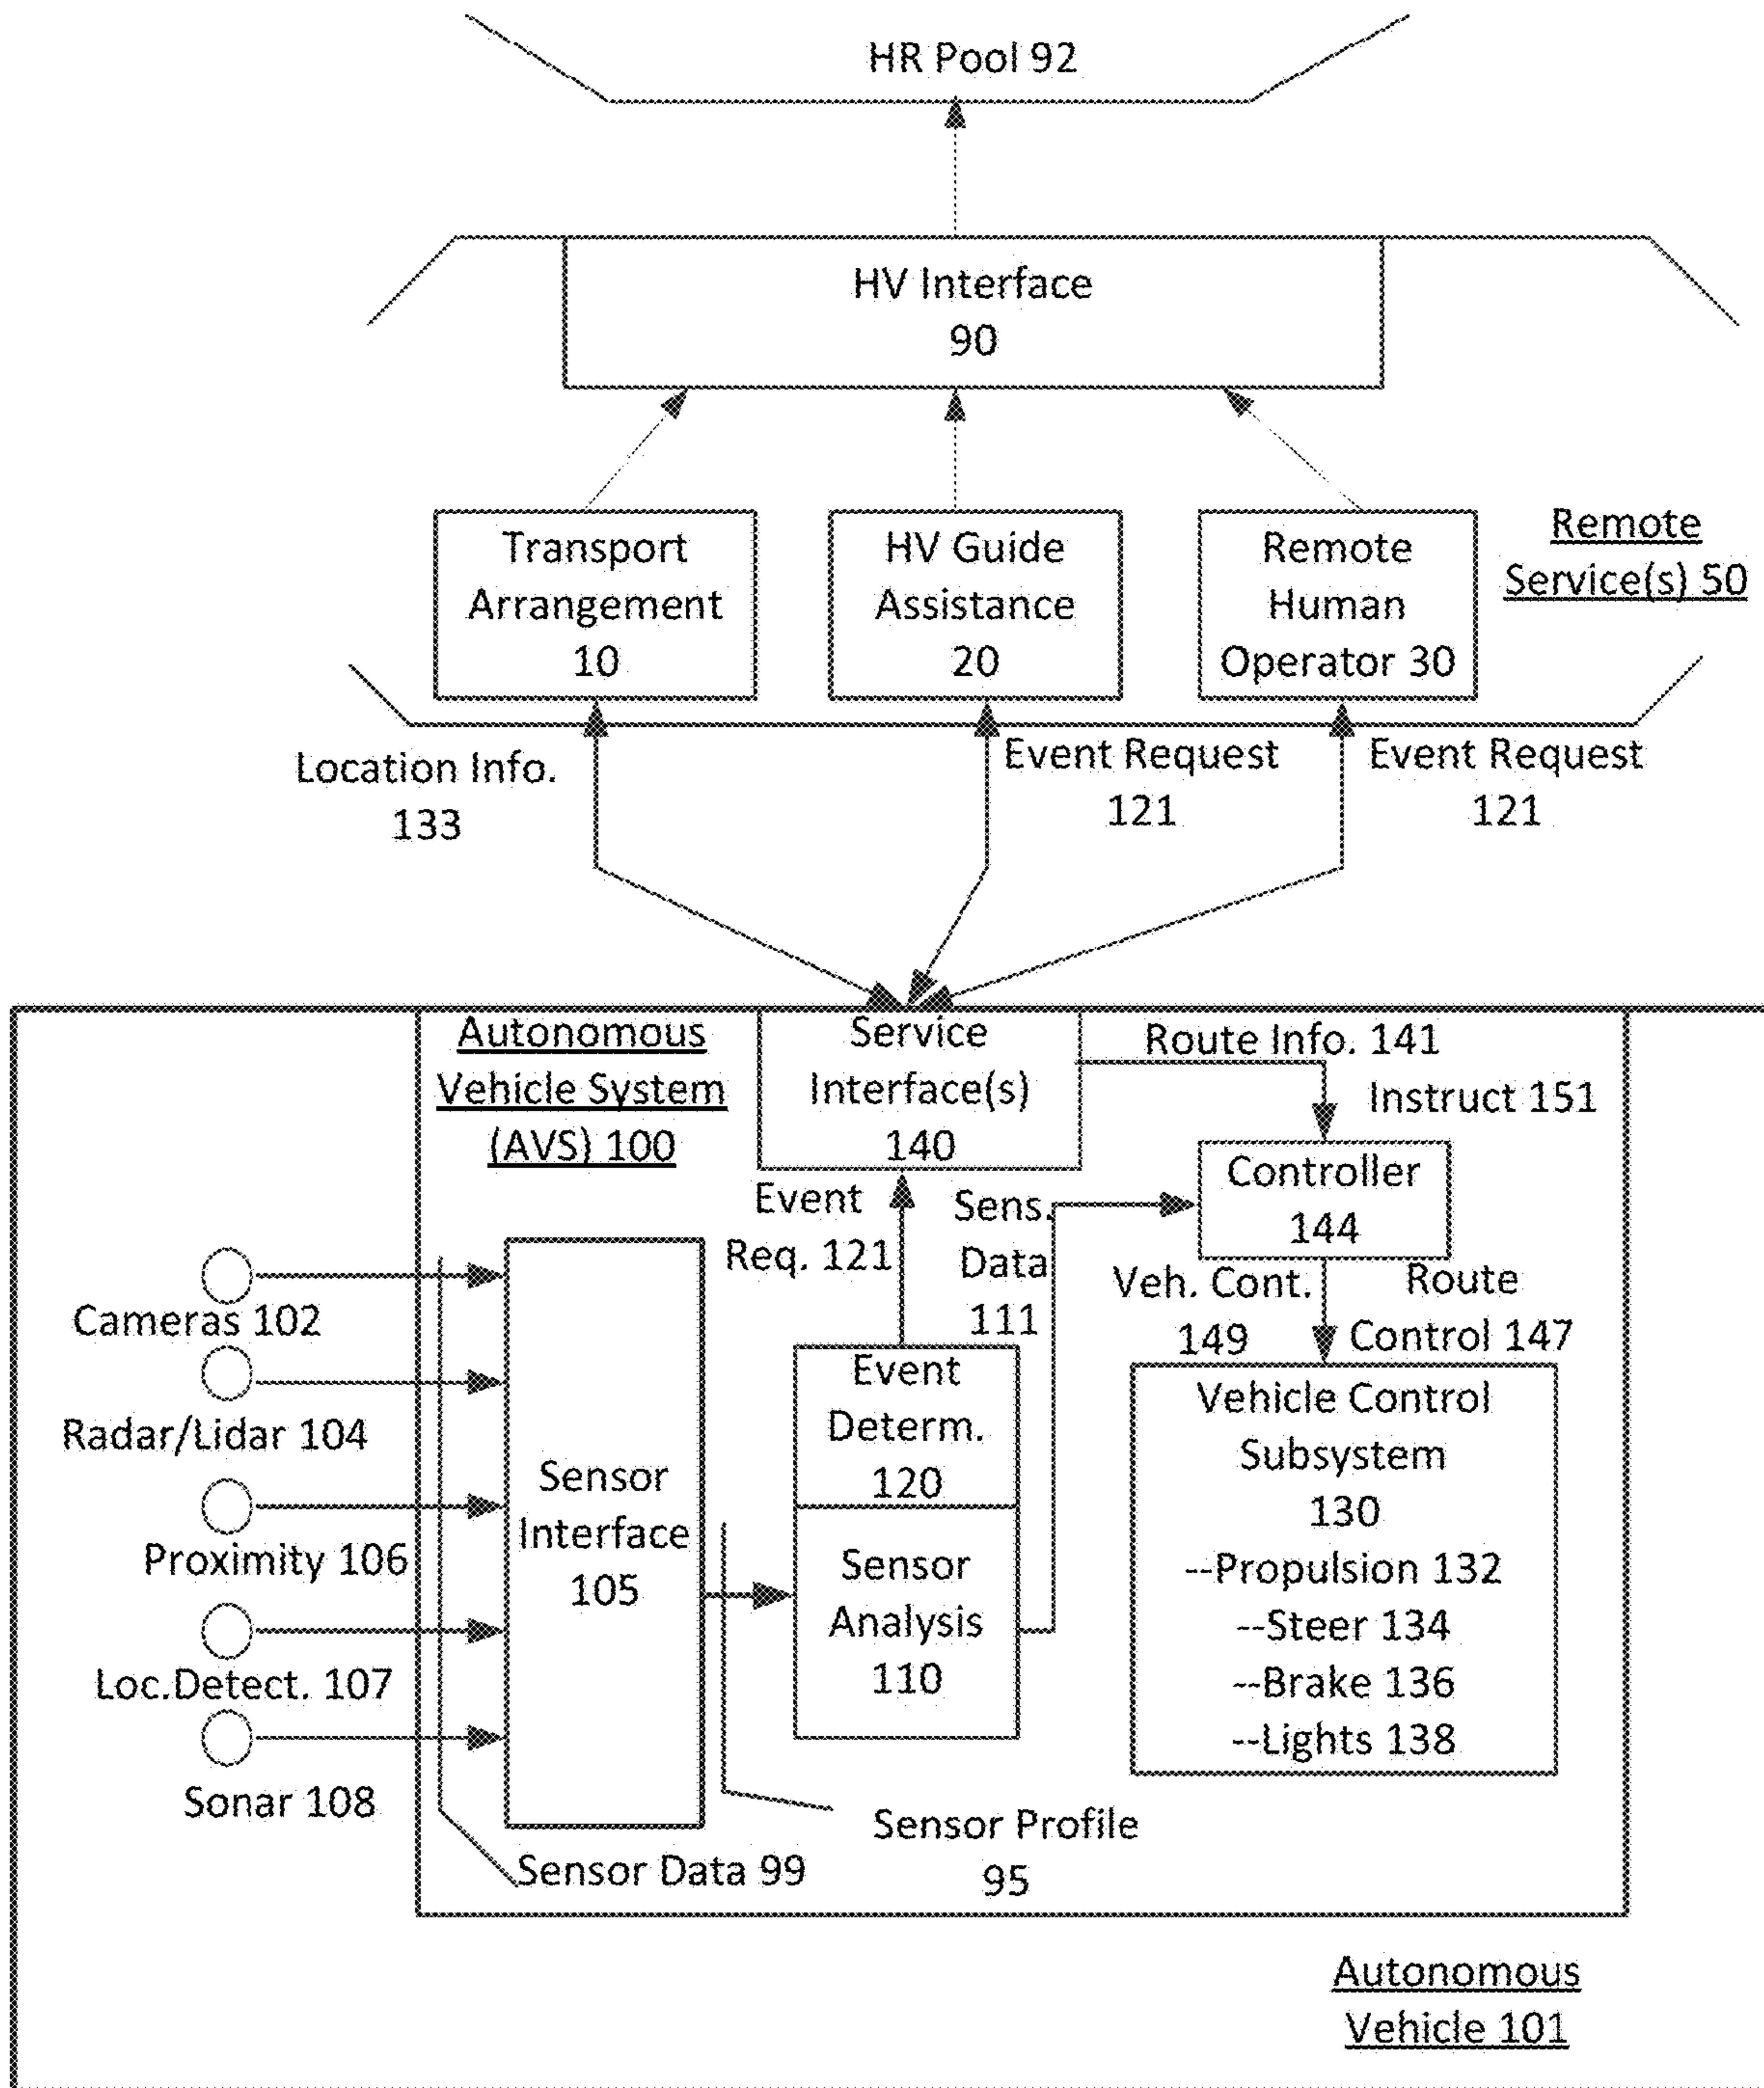 HR Pool 92
HV Interface
90
Transport
Arrangement
10
HV Guide
Assistance
20
Remote
Human
Operator 30
Remote
Service(s) 50
Location Info.
133
Event Request
121
Event Request
121
Autonomous
Vehicle System
(AVS) 100
Service
Interface(s)
140
Route Info. 141
Instruct 151
Controller
144
Event
Req. 121
Sens.
Data
111
Veh. Cont.
149
Route
Control 147
Cameras 102
Radar/Lidar 104
Proximity 106
Loc.Detect. 107
Sonar 108
Sensor
Interface
105
Event
Determ.
120
Sensor
Analysis
110
Vehicle Control
Subsystem
130
--Propulsion 132
--Steer 134
--Brake 136
--Lights 138
Sensor Data 99
Sensor Profile
95
Autonomous
Vehicle 101